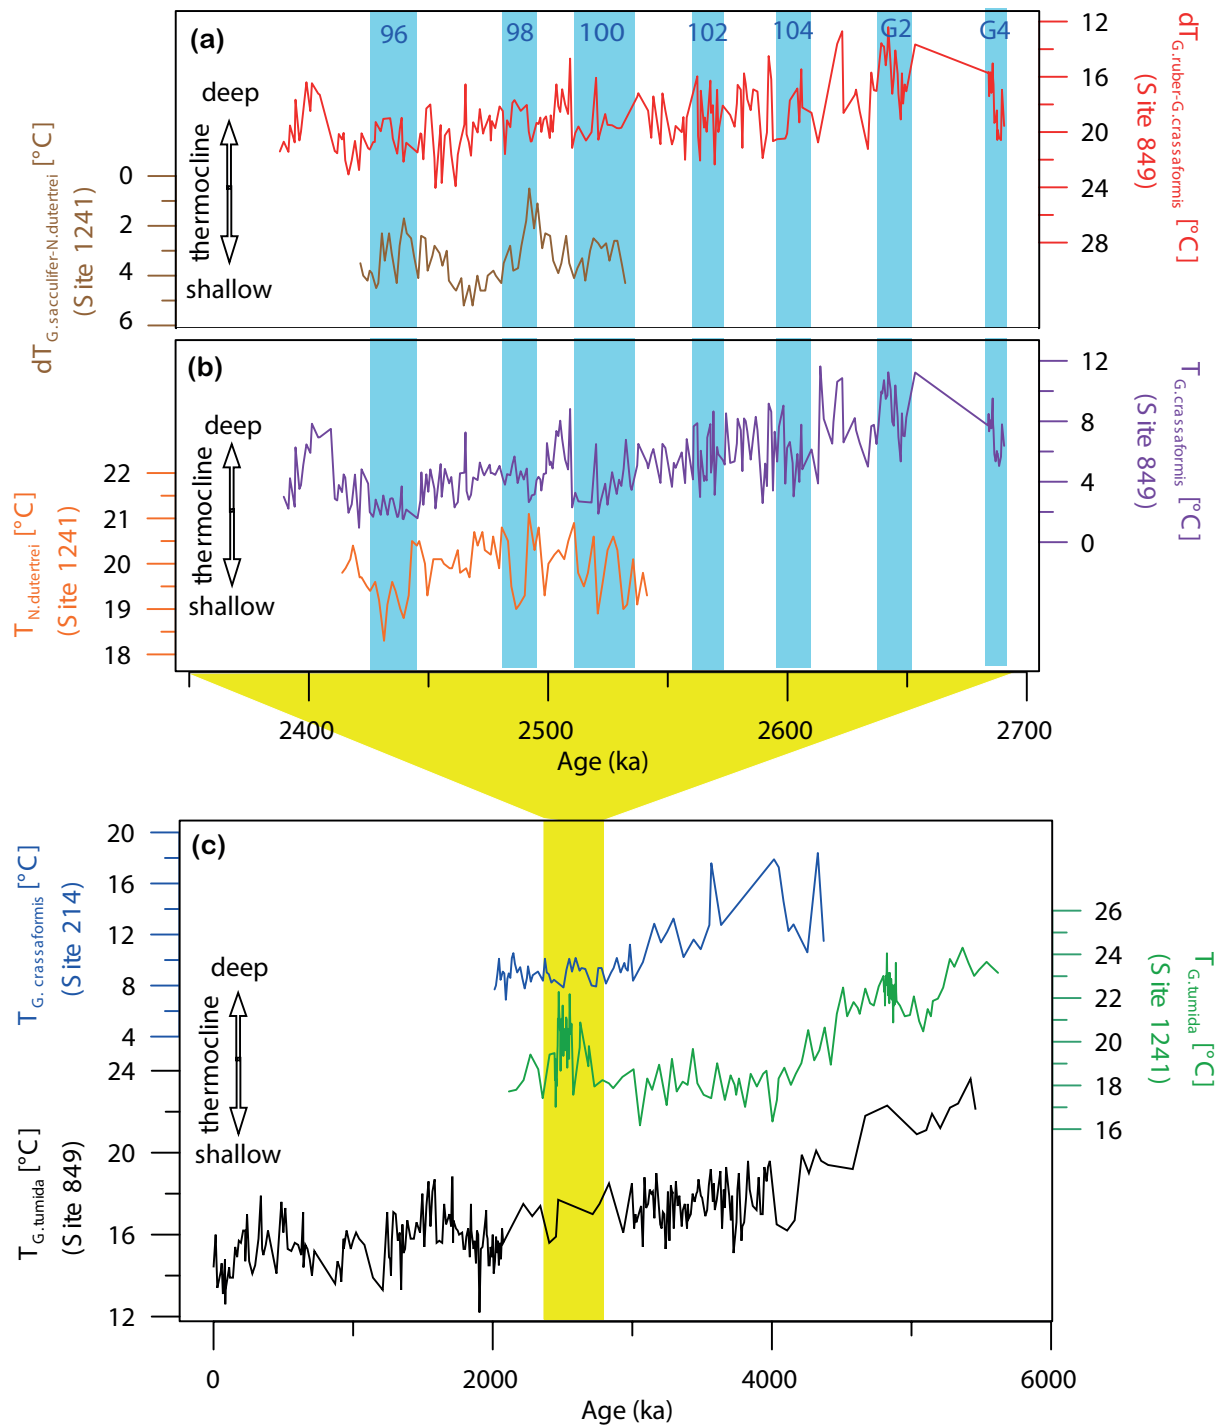 (a)
96
98
100
102
104
G2
G4
deep
thermocline
shallow
0
2
4
6
dT G.sacculifer-N.dutertrei [°C]
(Site 1241)
12
16
20
24
28
dT G.ruber-G.crassaformis [°C]
(Site 849)
(b)
deep
thermocline
shallow
22
21
20
19
18
T N.dutertrei [°C]
(Site 1241)
12
8
4
0
T G.crassaformis [°C]
(Site 849)
2400
2500
2600
2700
Age (ka)
(c)
20
16
12
8
4
T G. crassaformis [°C]
(Site 214)
deep
thermocline
shallow
24
20
16
12
T G.tumida [°C]
(Site 849)
26
24
22
20
18
16
T G.tumida [°C]
(Site 1241)
0
2000
4000
6000
Age (ka)